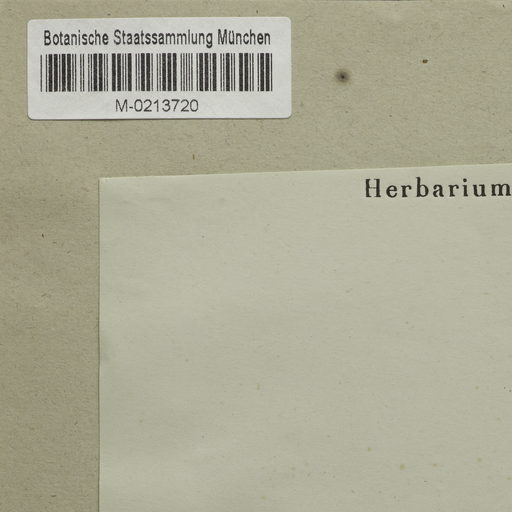 Botanische Staatssammlung München
M-0213720
Herbarium